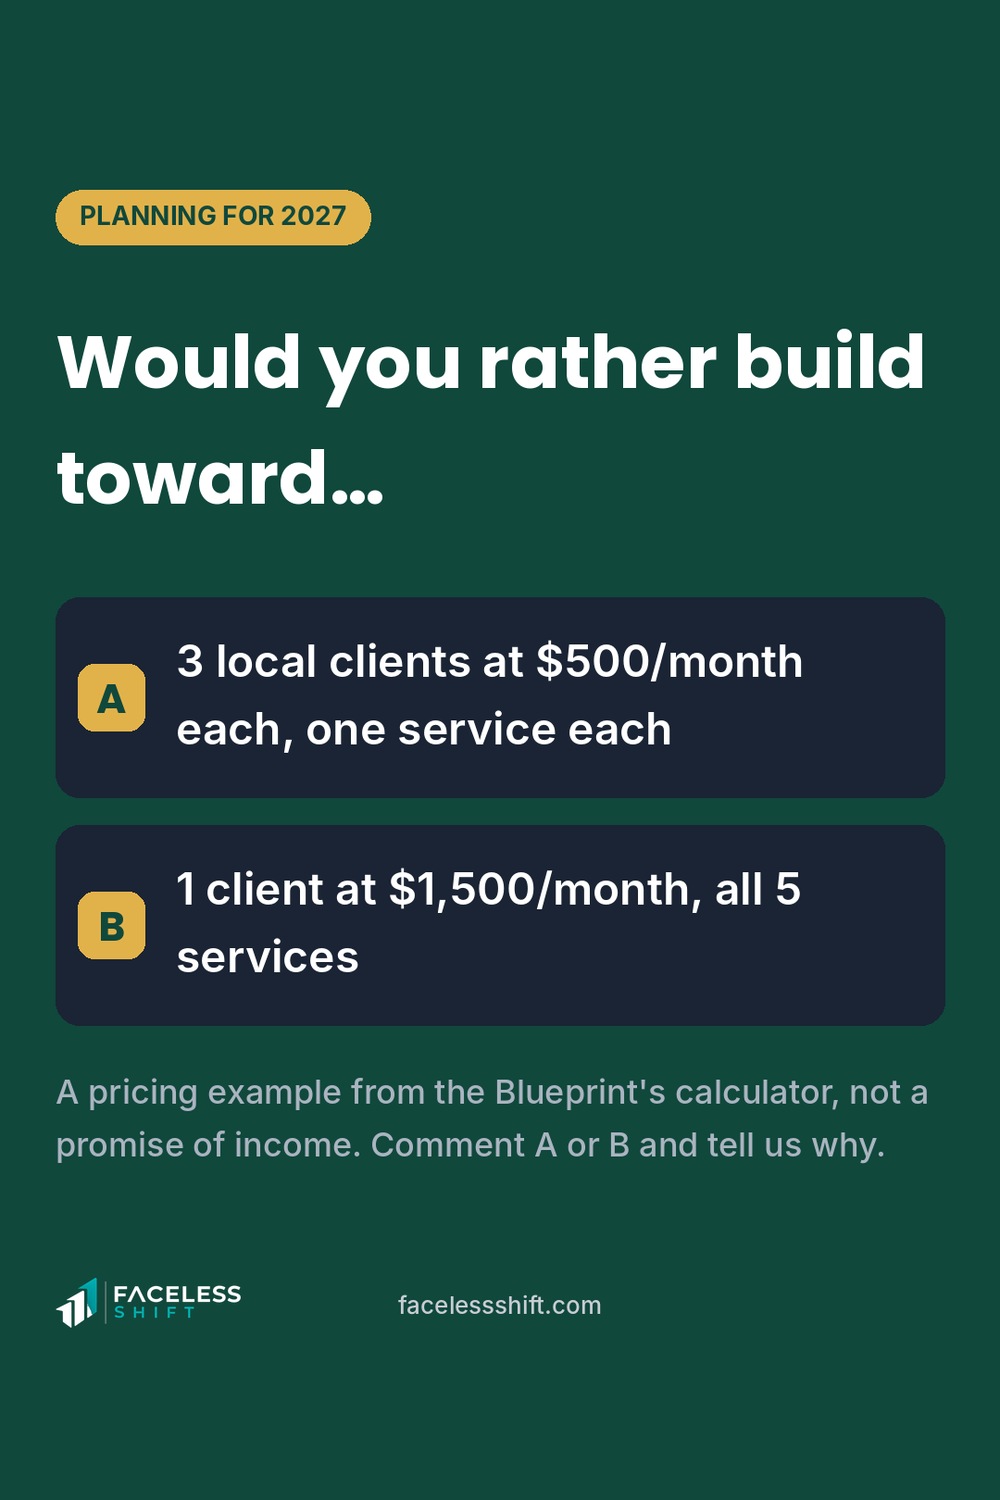 PLANNING FOR 2027
Would you rather build
toward...
A
3 local clients at $500/month
each, one service each
B
1 client at $1,500/month, all 5
services
A pricing example from the Blueprint's calculator, not a
promise of income. Comment A or B and tell us why.
FACELESS
SHIFT
facelessshift.com